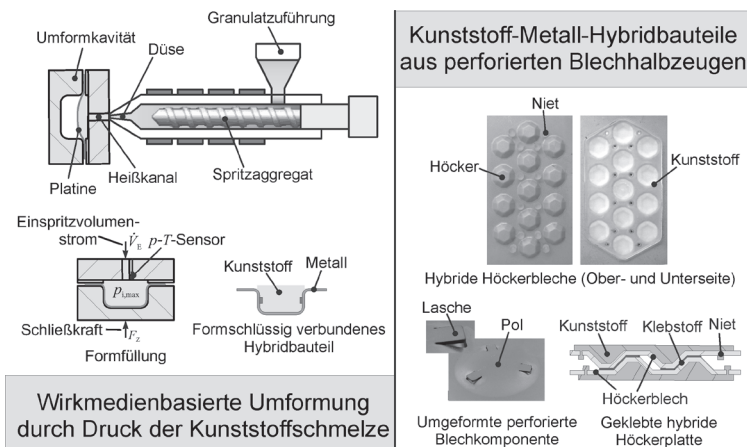 Granulatzuführung
Umformkavität
Düse
Platine
Heißkanal
Spritzaggregat
Einspritzvolumen-
strom
V̇E
p-T-Sensor
pi,max
Schließkraft
FZ
Formfüllung
Kunststoff
Metall
Formschlüssig verbundenes
Hybridbauteil
Wirkmedienbasierte Umformung
durch Druck der Kunststoffschmelze
Kunststoff-Metall-Hybridbauteile
aus perforierten Blechhalbzeugen
Niet
Höcker
Kunststoff
Hybride Höckerbleche (Ober- und Unterseite)
Lasche
Pol
Umgeformte perforierte
Blechkomponente
Kunststoff
Klebstoff
Niet
Höckerblech
Geklebte hybride
Höckerplatte